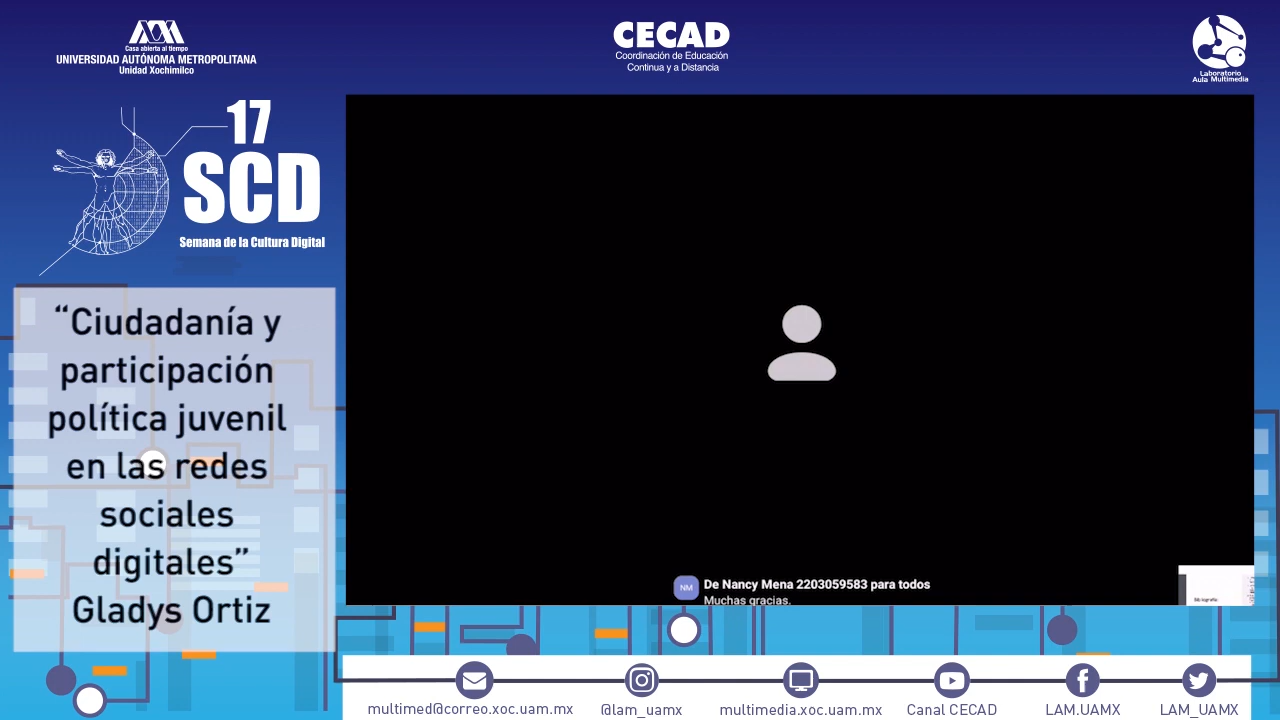 Casa abierta al tiempo
UNIVERSIDAD AUTÓNOMA METROPOLITANA
Unidad Xochimilco
CECAD
Coordinación de Educación
Continua y a Distancia
Laboratorio
Aula Multimedia
17
SCD
Semana de la Cultura Digital
“Ciudadanía y
participación
política juvenil
en las redes
sociales
digitales”
Gladys Ortiz
NM
De Nancy Mena 2203059583 para todos
Muchas gracias.
Bibliografía
multimed@correo.xoc.uam.mx
@lam_uamx
multimedia.xoc.uam.mx
Canal CECAD
LAM.UAMX
LAM_UAMX